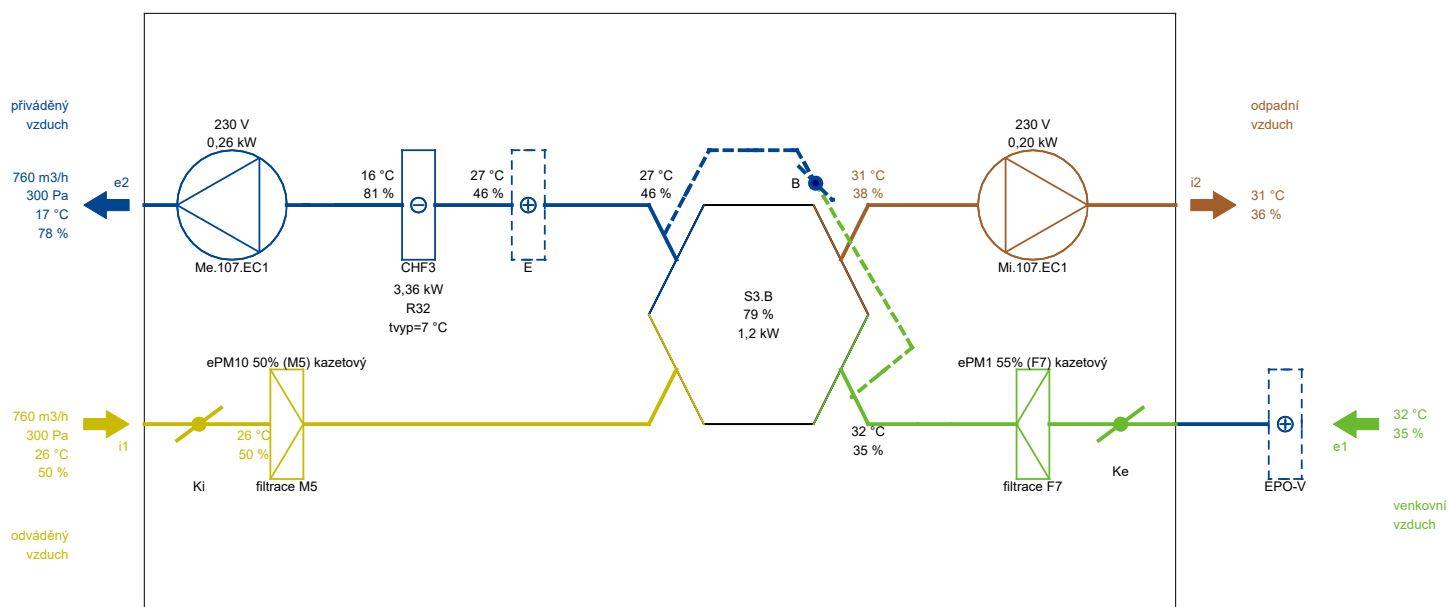 přiváděný
vzduch
760 m3/h
300 Pa
17 °C
78 %
e2
230 V
0,26 kW
Me.107.EC1
16 °C
81 %
CHF3
3,36 kW
R32
tvyp=7 °C
27 °C
46 %
E
27 °C
46 %
B
31 °C
38 %
230 V
0,20 kW
Mi.107.EC1
odpadní
vzduch
i2
31 °C
36 %
S3.B
79 %
1,2 kW
760 m3/h
300 Pa
26 °C
50 %
i1
Ki
ePM10 50% (M5) kazetový
26 °C
50 %
filtrace M5
32 °C
35 %
ePM1 55% (F7) kazetový
filtrace F7
Ke
EPO-V
e1
32 °C
35 %
odváděný
vzduch
venkovní
vzduch